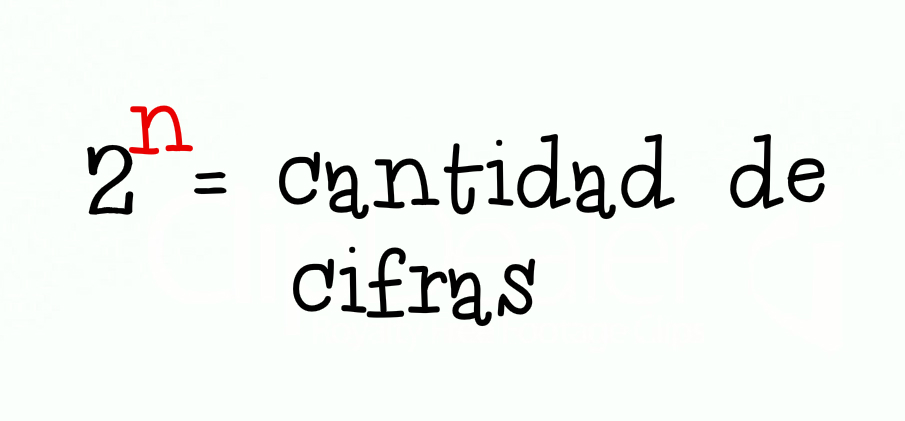 2ⁿ = cantidad de
cifras